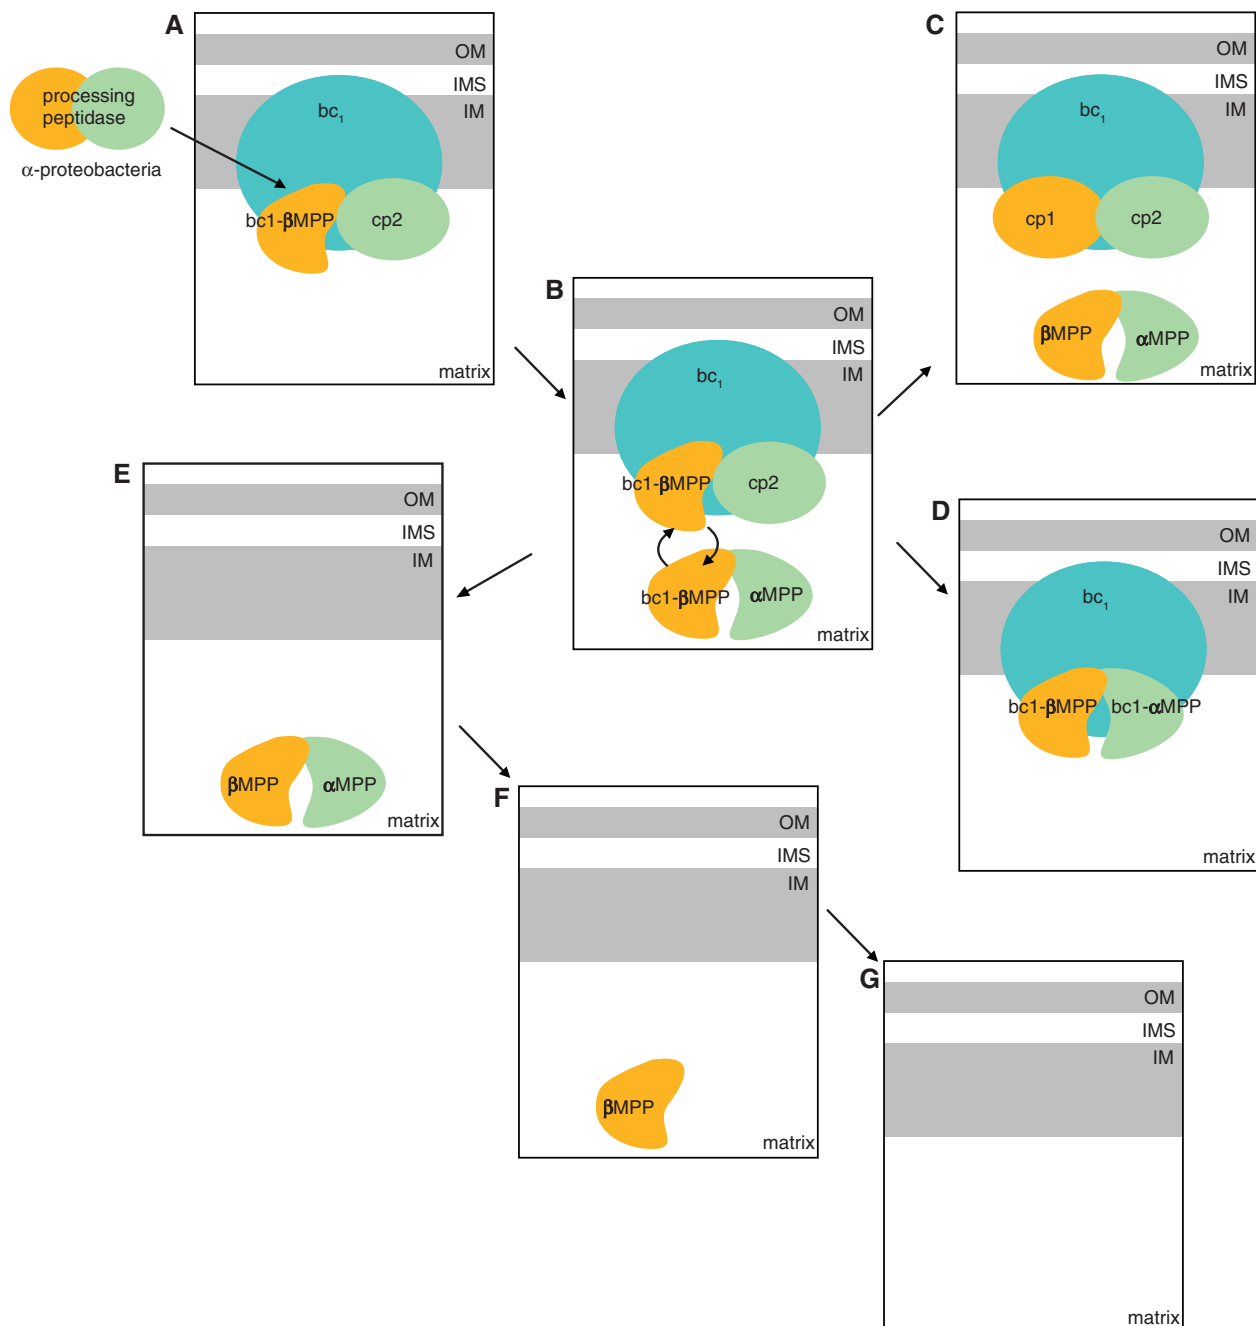 A
OM
IMS
IM
processing
peptidase
α-proteobacteria
bc1
bc1-βMPP
cp2
matrix
C
OM
IMS
IM
bc1
cp1
cp2
βMPP
αMPP
matrix
B
OM
IMS
IM
bc1
bc1-βMPP
cp2
bc1-βMPP
αMPP
matrix
E
OM
IMS
IM
βMPP
αMPP
matrix
D
OM
IMS
IM
bc1
bc1-βMPP
bc1-αMPP
matrix
F
OM
IMS
IM
βMPP
matrix
G
OM
IMS
IM
matrix